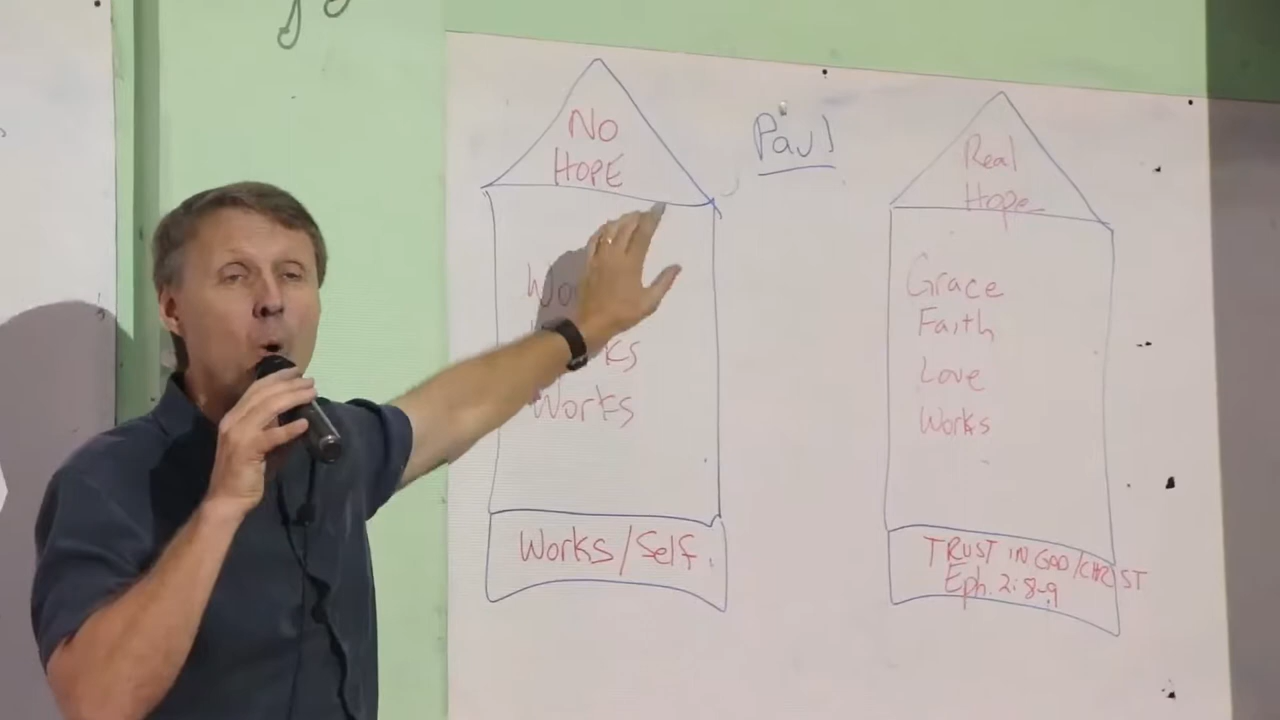 NO
HOPE
Works
Works/Self.
Paul
Real
Hope
Grace
Faith
Love
Works
TRUST IN GOD/CHRIST
Eph. 2:8-9